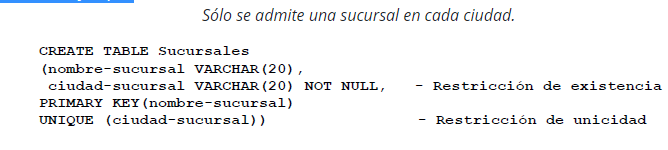 Sólo se admite una sucursal en cada ciudad.
CREATE TABLE Sucursales
(nombre-sucursal VARCHAR(20),
ciudad-sucursal VARCHAR(20) NOT NULL, - Restricción de existencia
PRIMARY KEY(nombre-sucursal)
UNIQUE (ciudad-sucursal)) - Restricción de unicidad